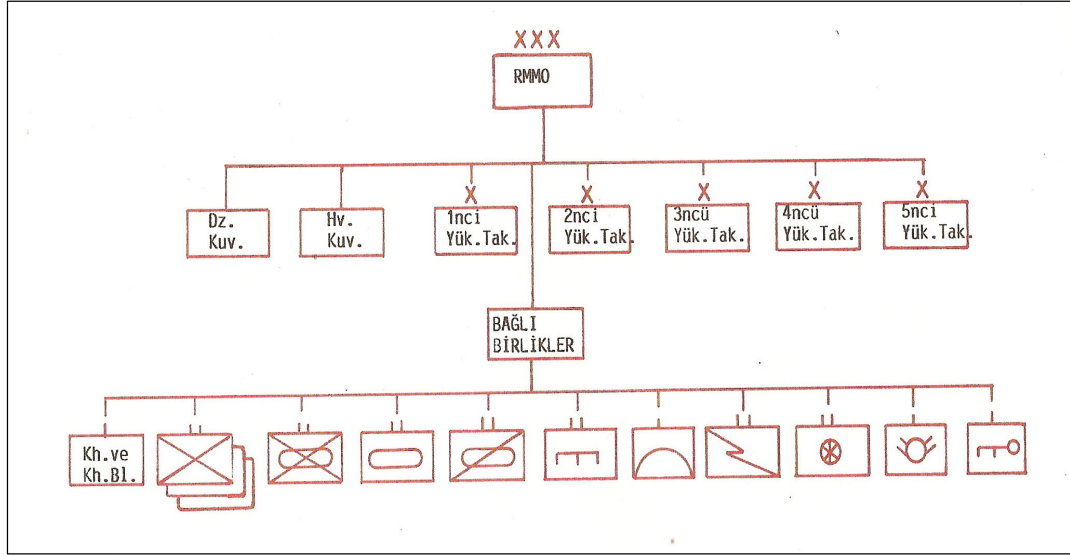 XXX
RMMO
X X X X X
Dz.
Kuv.
Hv.
Kuv.
1nci
Yük.Tak.
2nci
Yük.Tak.
3ncü
Yük.Tak.
4ncü
Yük.Tak.
5nci
Yük.Tak.
BAĞLI
BİRLİKLER
Kh.ve
Kh.Bl.